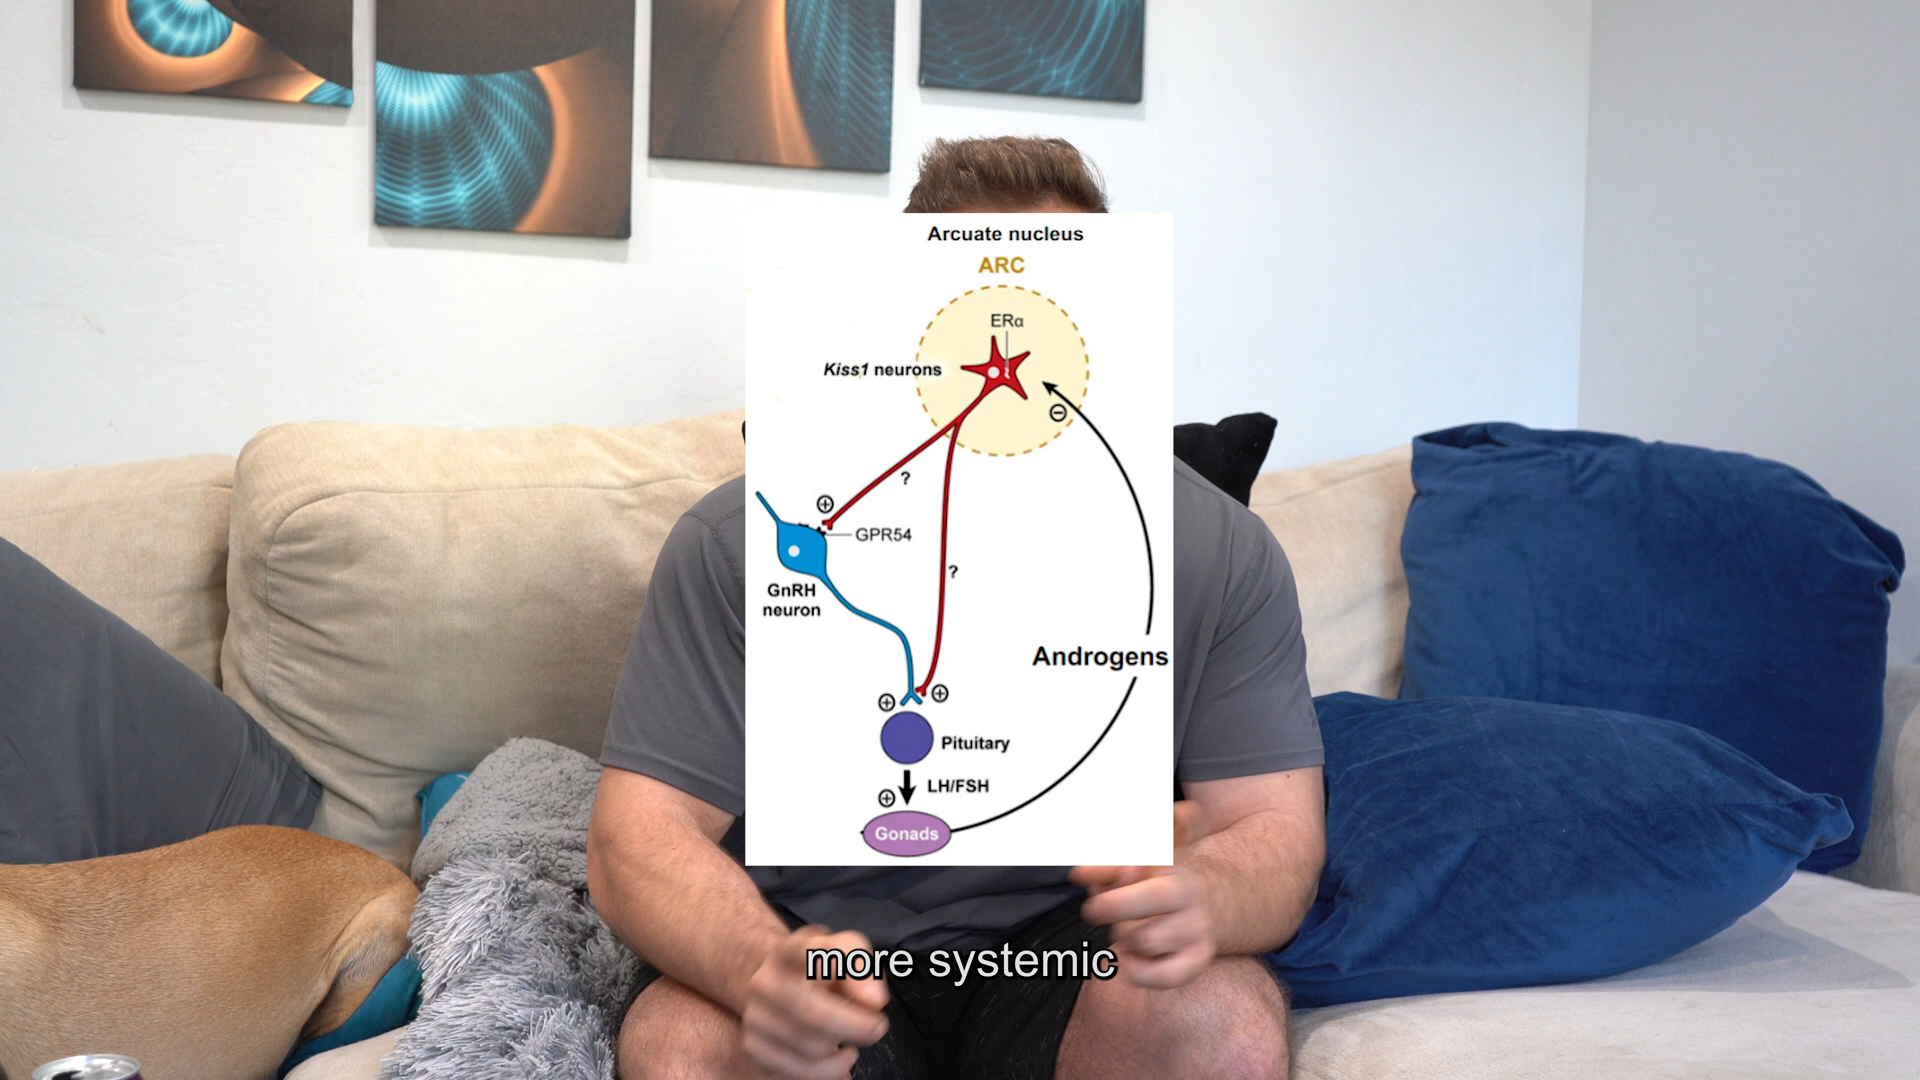 Arcuate nucleus
ARC
ERα
Kiss1 neurons
?
GPR54
?
GnRH
neuron
Androgens
Pituitary
LH/FSH
Gonads
more systemic